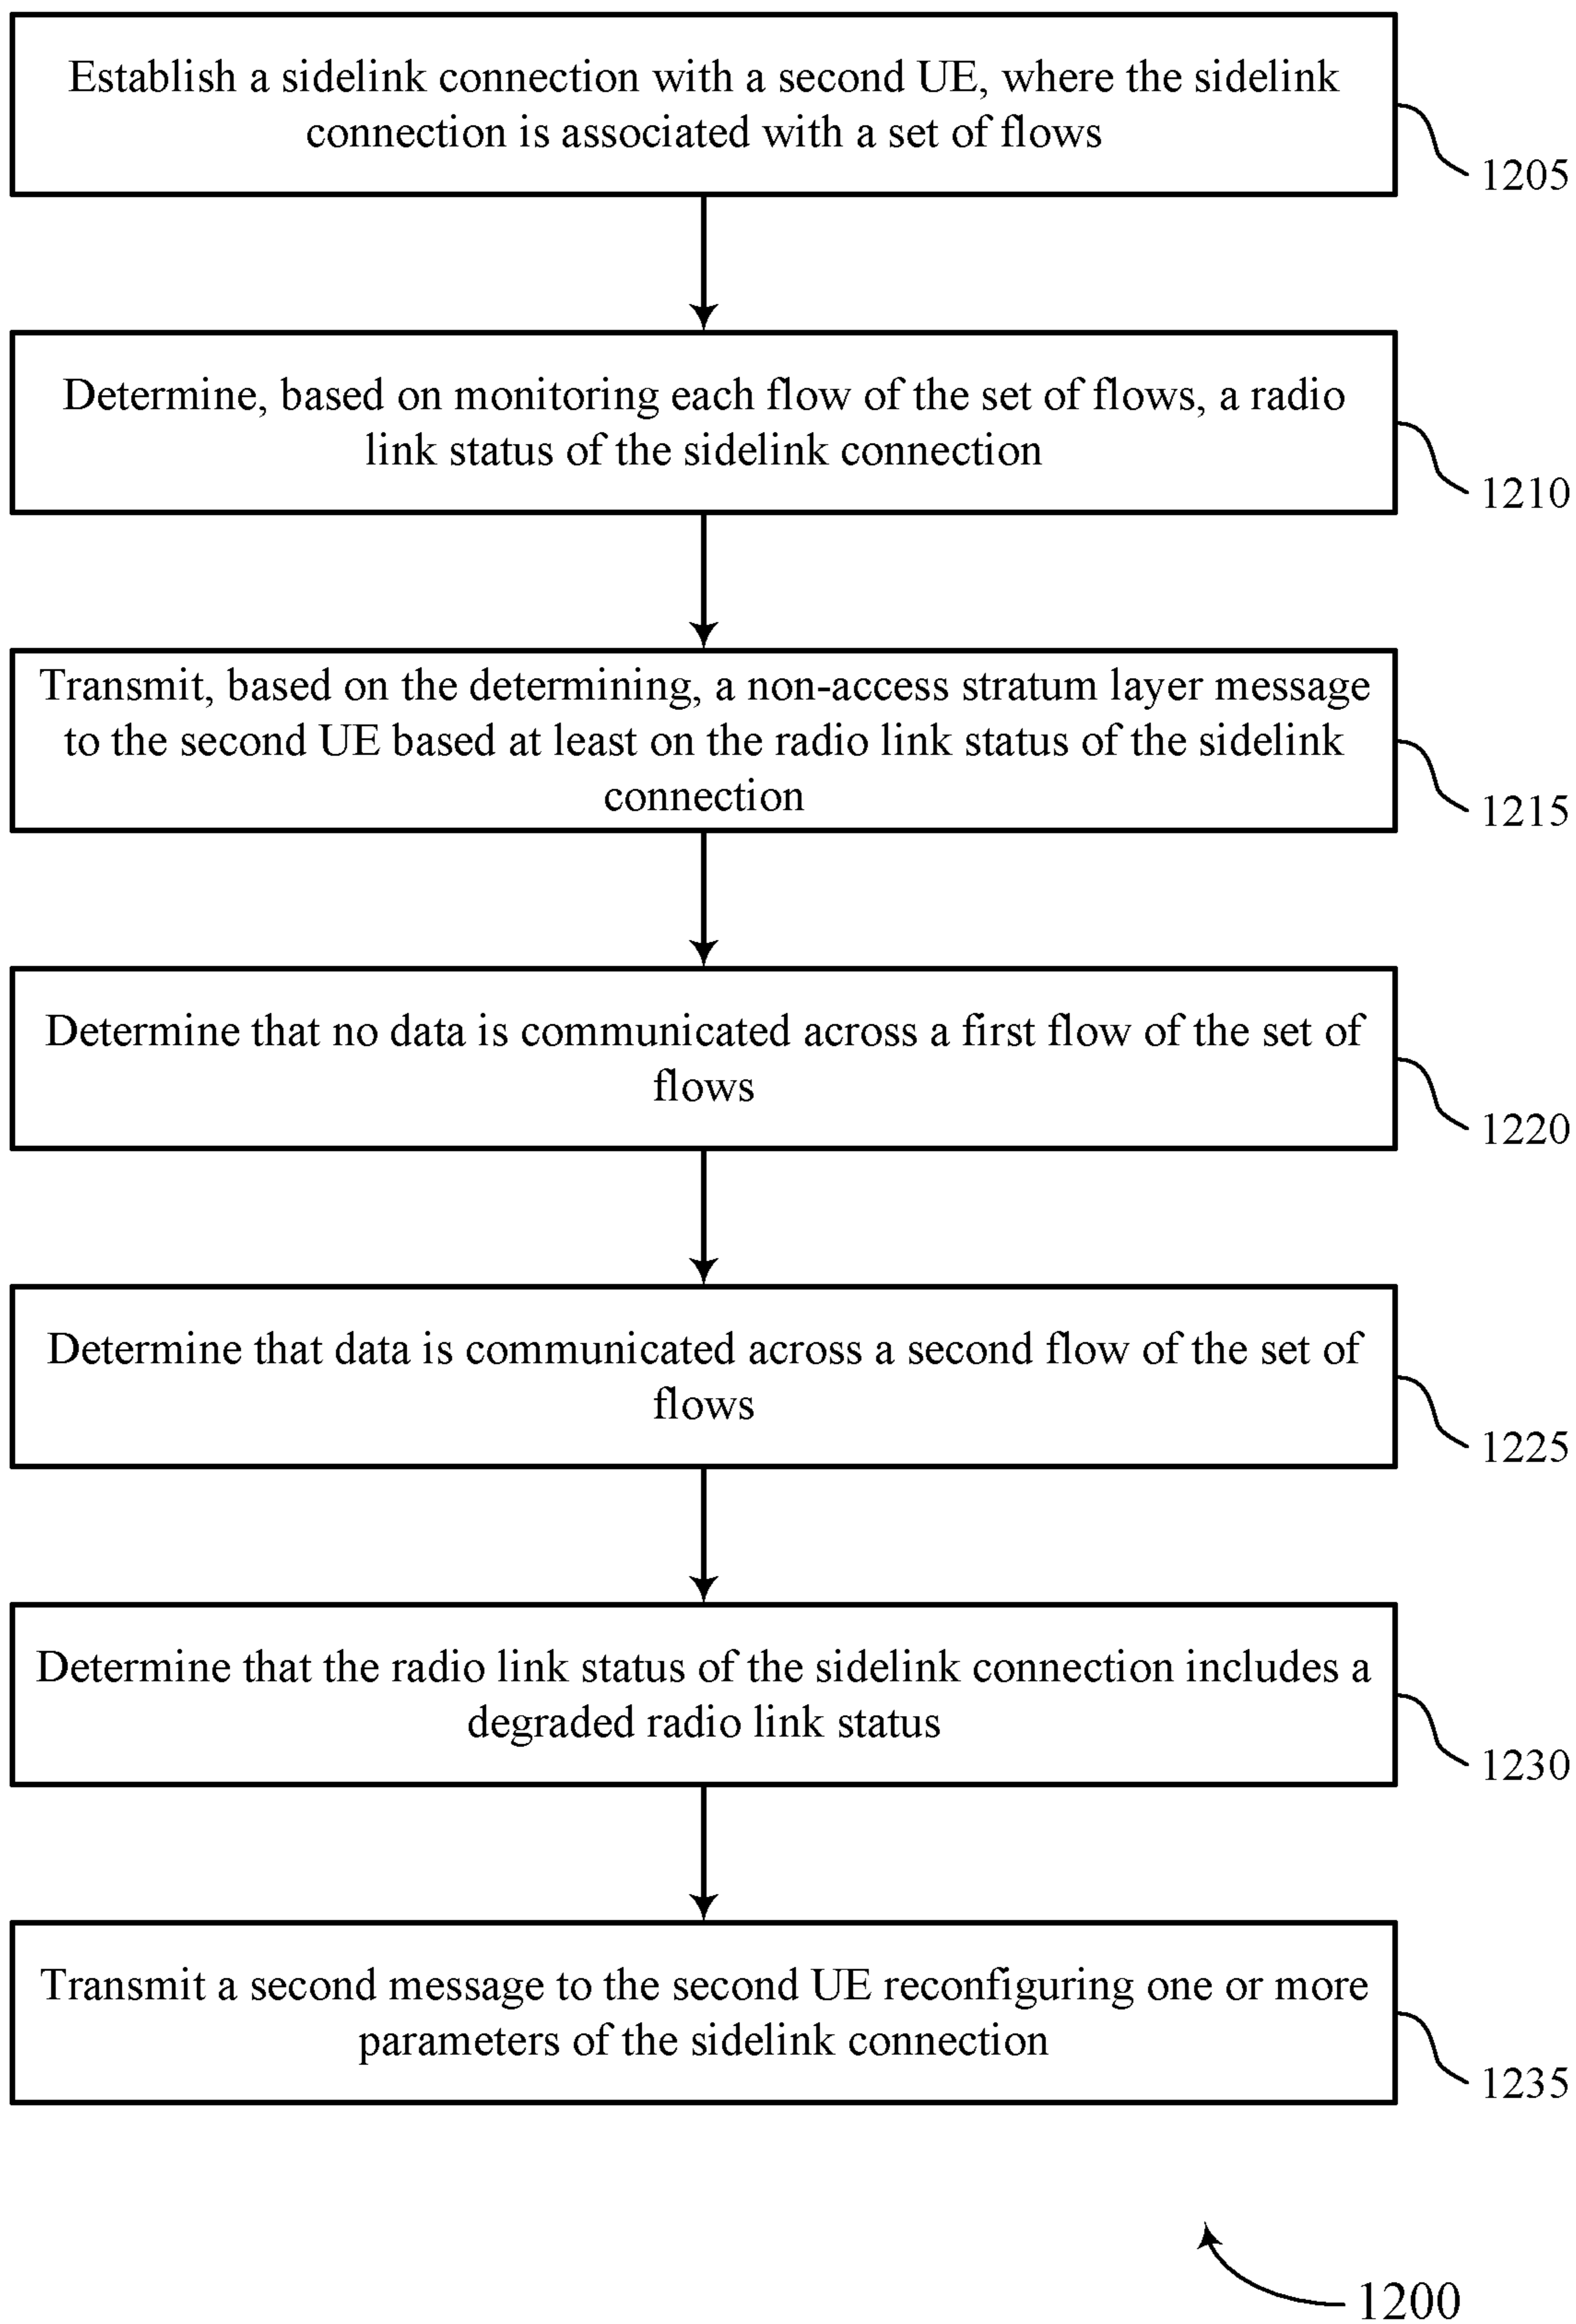 Establish a sidelink connection with a second UE, where the sidelink
connection is associated with a set of flows
1205
Determine, based on monitoring each flow of the set of flows, a radio
link status of the sidelink connection
1210
Transmit, based on the determining, a non-access stratum layer message
to the second UE based at least on the radio link status of the sidelink
connection
1215
Determine that no data is communicated across a first flow of the set of
flows
1220
Determine that data is communicated across a second flow of the set of
flows
1225
Determine that the radio link status of the sidelink connection includes a
degraded radio link status
1230
Transmit a second message to the second UE reconfiguring one or more
parameters of the sidelink connection
1235
1200